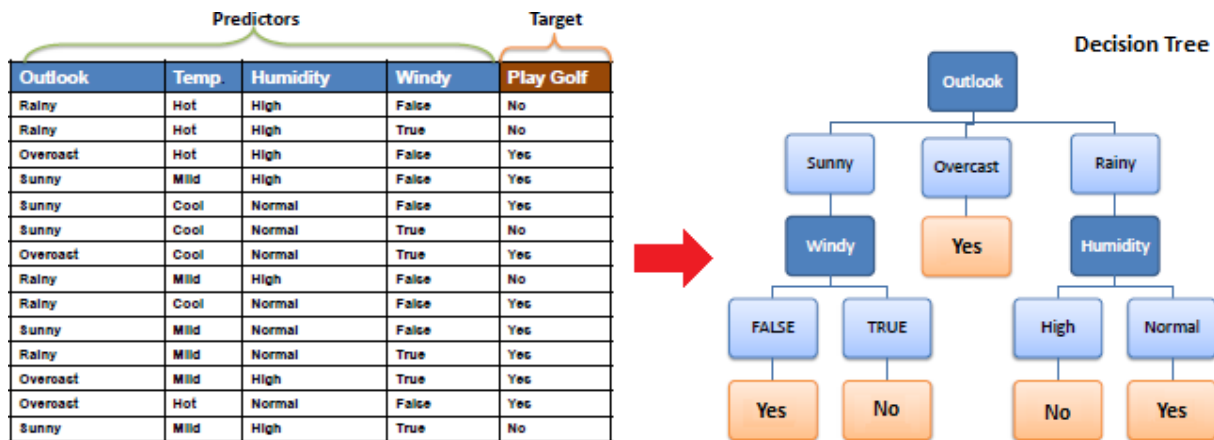 Predictors Target
Outlook Temp. Humidity Windy Play Golf
Rainy Hot High False No
Rainy Hot High True No
Overcast Hot High False Yes
Sunny Mild High False Yes
Sunny Cool Normal False Yes
Sunny Cool Normal True No
Overcast Cool Normal True Yes
Rainy Mild High False No
Rainy Cool Normal False Yes
Sunny Mild Normal False Yes
Rainy Mild Normal True Yes
Overcast Mild High True Yes
Overcast Hot Normal False Yes
Sunny Mild High True No
Decision Tree
Outlook
Sunny Overcast Rainy
Windy Yes Humidity
FALSE TRUE High Normal
Yes No No Yes